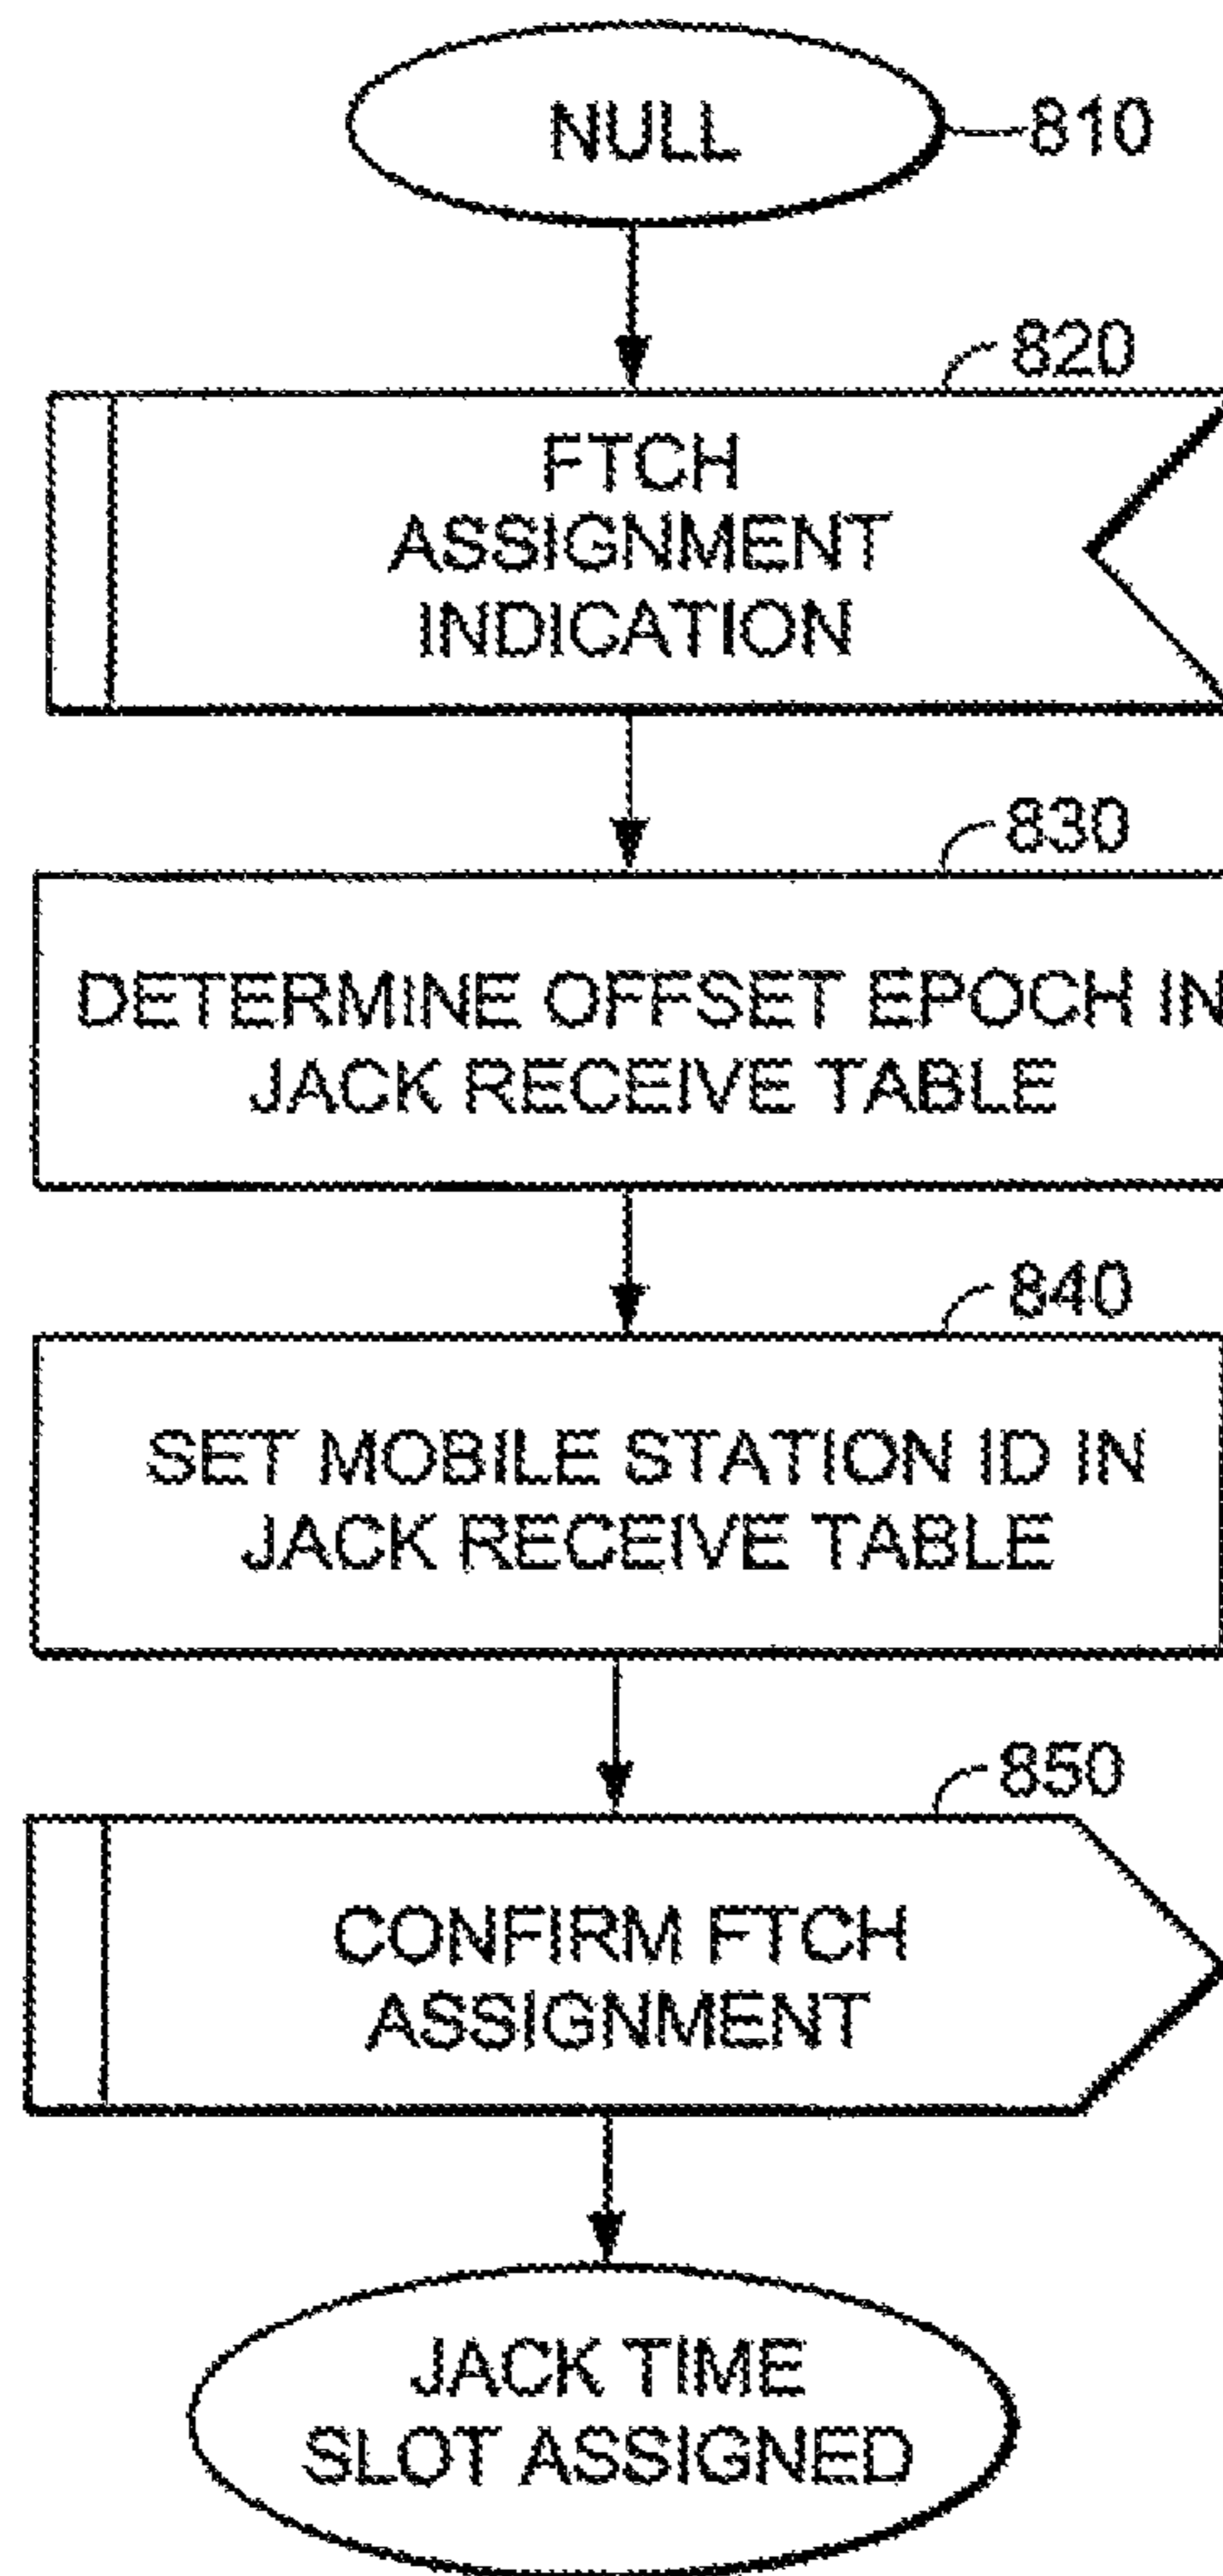 NULL
810
820
FTCH
ASSIGNMENT
INDICATION
830
DETERMINE OFFSET EPOCH IN
JACK RECEIVE TABLE
840
SET MOBILE STATION ID IN
JACK RECEIVE TABLE
850
CONFIRM FTCH
ASSIGNMENT
JACK TIME
SLOT ASSIGNED